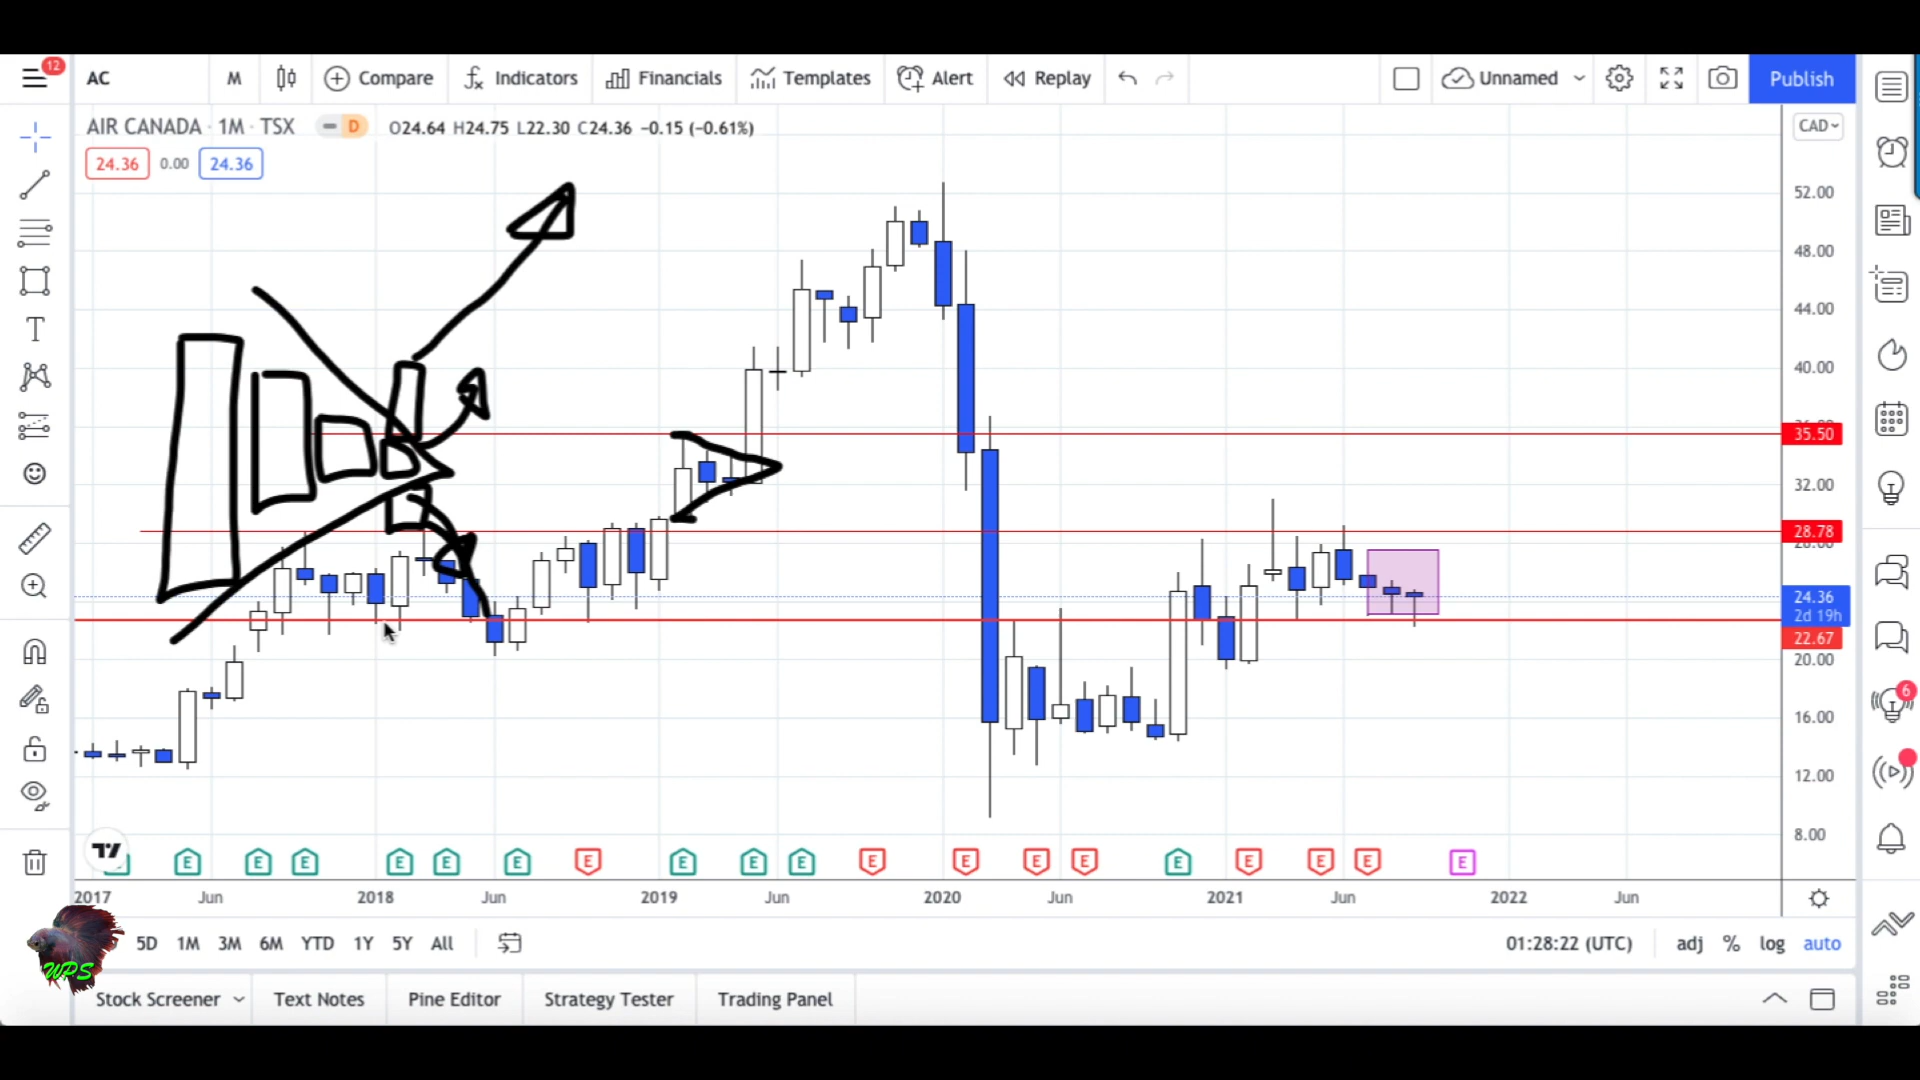 12
AC M Compare Indicators Financials Templates Alert Replay Unnamed Publish
AIR CANADA · 1M · TSX D O24.64 H24.75 L22.30 C24.36 −0.15 (−0.61%) CAD
24.36 0.00 24.36
52.00
48.00
44.00
40.00
35.50
32.00
28.78
24.36
2d 19h
22.67
20.00
16.00
12.00
8.00
6
E E E E E E E E E E E E E E E E E E E
2017 Jun 2018 Jun 2019 Jun 2020 Jun 2021 Jun 2022 Jun
5D 1M 3M 6M YTD 1Y 5Y All 01:28:22 (UTC) adj % log auto
WPS
Stock Screener Text Notes Pine Editor Strategy Tester Trading Panel